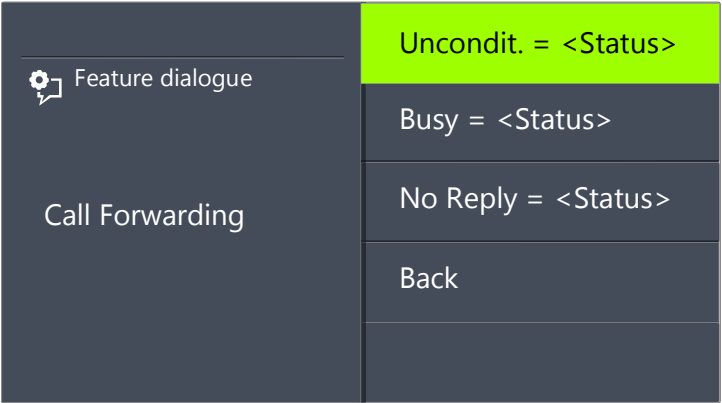 Feature dialogue
Call Forwarding
Uncondit. = <Status>
Busy = <Status>
No Reply = <Status>
Back